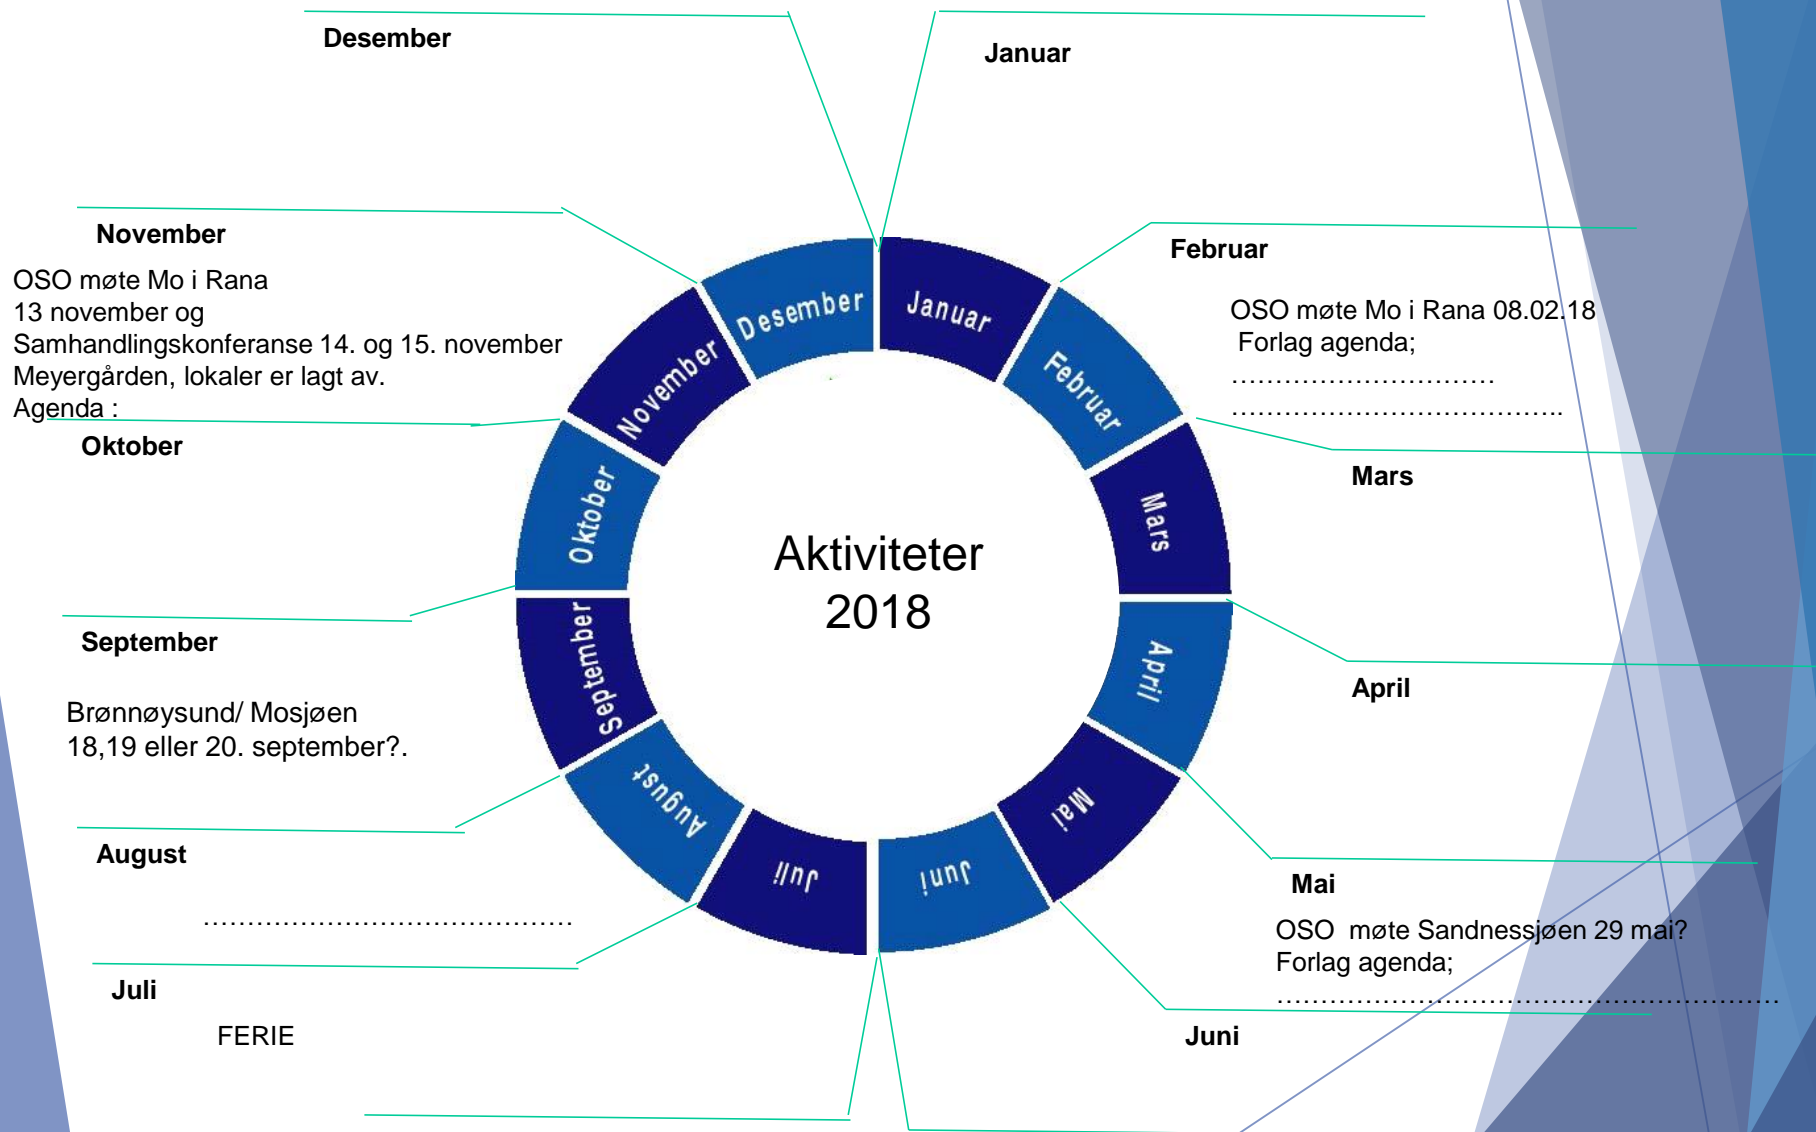 Desember
Januar
November
OSO møte Mo i Rana
13 november og
Samhandlingskonferanse 14. og 15. november
Meyergården, lokaler er lagt av.
Agenda :
Februar
OSO møte Mo i Rana 08.02.18
Forlag agenda;
…………………………
………………………………..
Oktober
Mars
September
Brønnøysund/ Mosjøen
18,19 eller 20. september?.
April
August
……………………………………
Mai
OSO  møte Sandnessjøen 29 mai?
Forlag agenda;
…………………………………………………
Juli
FERIE
Juni
Aktiviteter
2018
Januar
Februar
Mars
April
Mai
Juni
Juli
August
September
Oktober
November
Desember